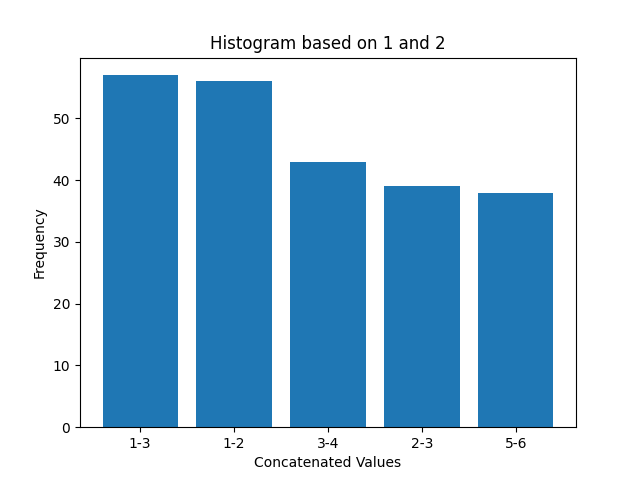 Histogram based on 1 and 2
Frequency
50
40
30
20
10
0
1-3 1-2 3-4 2-3 5-6
Concatenated Values